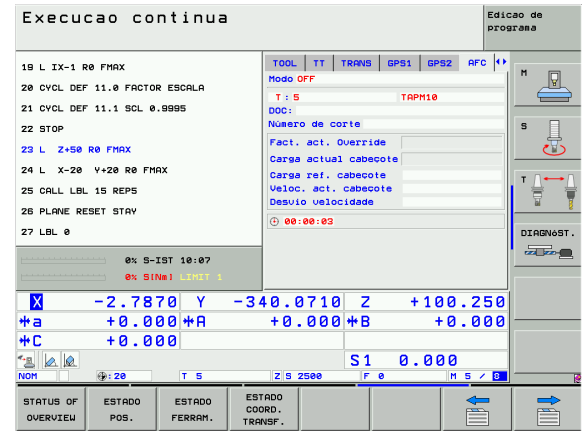 Execucao continua
Edicao de
programa
19 L IX-1 R0 FMAX
20 CYCL DEF 11.0 FACTOR ESCALA
21 CYCL DEF 11.1 SCL 0.9995
22 STOP
23 L Z+50 R0 FMAX
24 L X-20 Y+20 R0 FMAX
25 CALL LBL 15 REP5
26 PLANE RESET STAY
27 LBL 0
0% S-IST 10:07
0% S[Nm] LIMIT 1
TOOL TT TRANS GPS1 GPS2 AFC
Modo OFF
T : 5 TAPM10
DOC:
Número de corte
Fact. act. Override
Carga actual cabeçote
Carga ref. cabeçote
Veloc. act. cabeçote
Desvio velocidade
00:00:03
X -2.7870 Y -340.0710 Z +100.250
a +0.000 A +0.000 B +0.000
C +0.000
S1 0.000
NOM : 20 T 5 Z S 2500 F 0 M 5 / 8
STATUS OF
OVERVIEW
ESTADO
POS.
ESTADO
FERRAM.
ESTADO
COORD.
TRANSF.
M
S
T
DIAGNÓST.